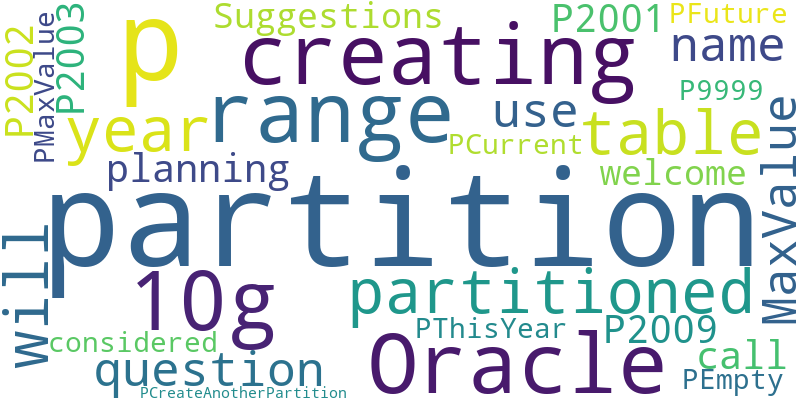 P2002
PMaxValue
P2003
p
Suggestions
creating
P2001
PFuture
name
P9999
year
range
use
table
PCurrent
planning
welcome
MaxValue
partition
will
10g
partitioned
considered
PThisYear
P2009
question
Oracle
call
PEmpty
PCreateAnotherPartition